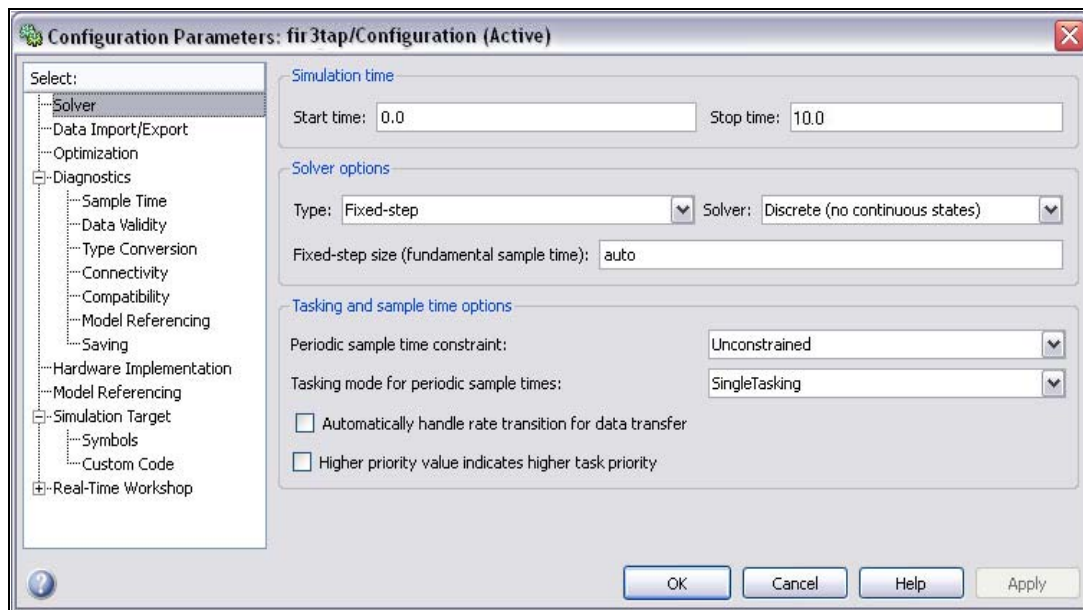 Configuration Parameters: fir3tap/Configuration (Active)
Select:
Solver
Data Import/Export
Optimization
Diagnostics
Sample Time
Data Validity
Type Conversion
Connectivity
Compatibility
Model Referencing
Saving
Hardware Implementation
Model Referencing
Simulation Target
Symbols
Custom Code
Real-Time Workshop
Simulation time
Start time: 0.0 Stop time: 10.0
Solver options
Type: Fixed-step Solver: Discrete (no continuous states)
Fixed-step size (fundamental sample time): auto
Tasking and sample time options
Periodic sample time constraint: Unconstrained
Tasking mode for periodic sample times: SingleTasking
Automatically handle rate transition for data transfer
Higher priority value indicates higher task priority
OK Cancel Help Apply